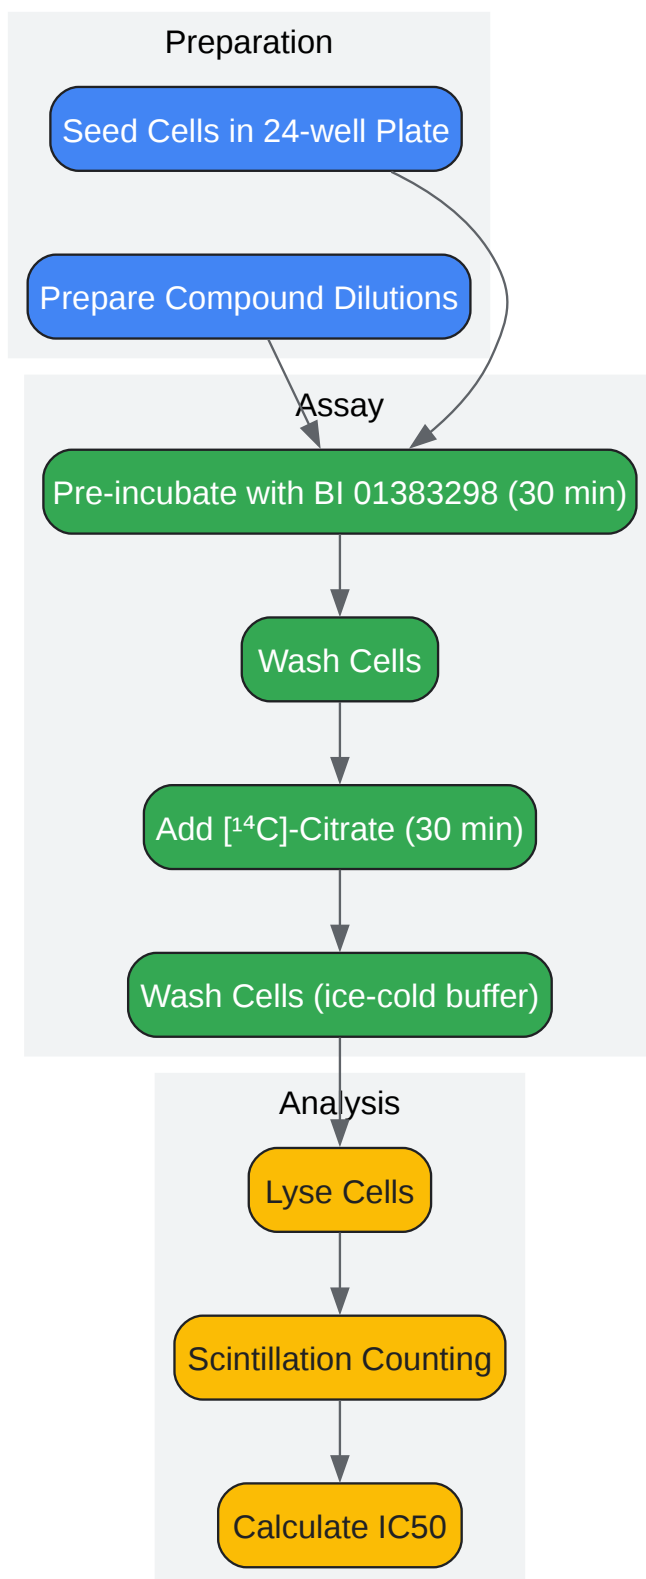 Preparation
Seed Cells in 24-well Plate
Prepare Compound Dilutions
Assay
Pre-incubate with BI 01383298 (30 min)
Wash Cells
Add [¹⁴C]-Citrate (30 min)
Wash Cells (ice-cold buffer)
Analysis
Lyse Cells
Scintillation Counting
Calculate IC50